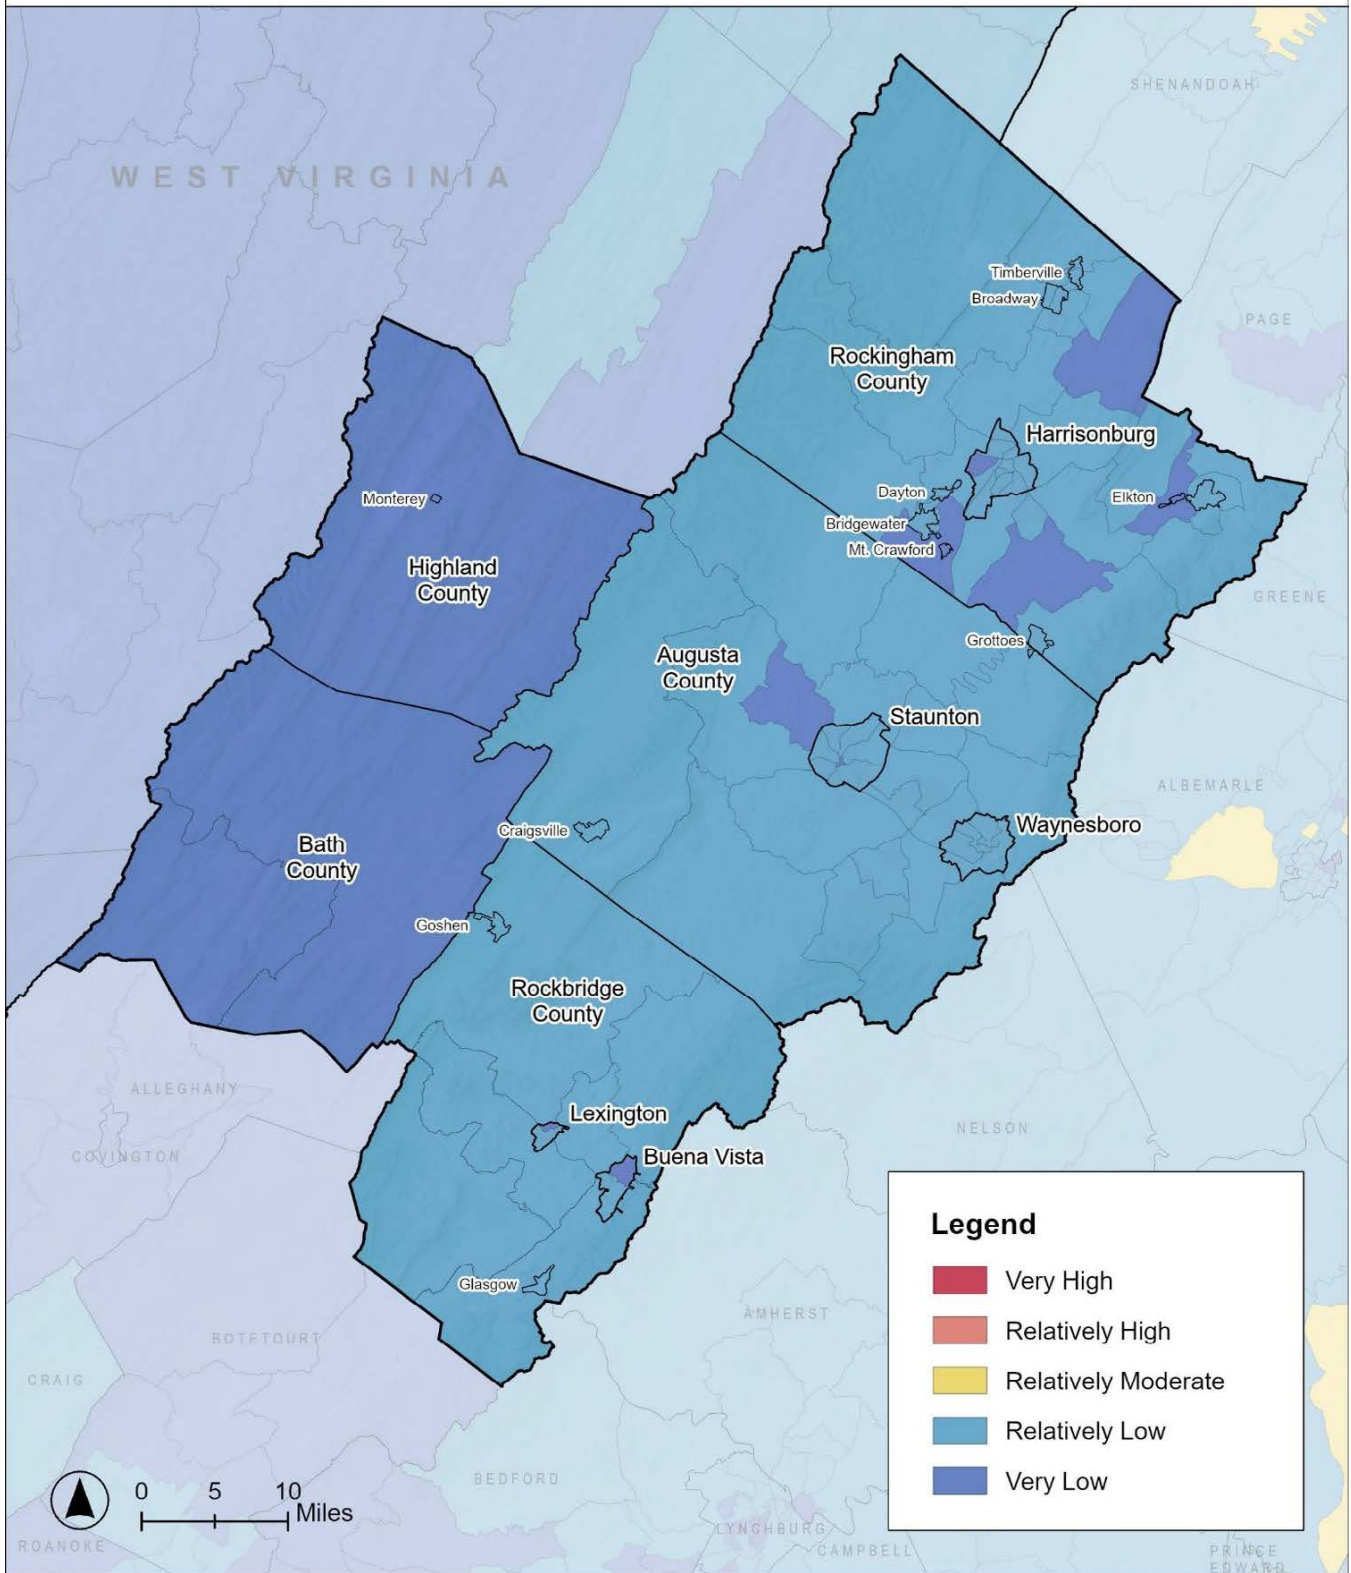 SHENANDOAH
WEST VIRGINIA
Timberville
Broadway
PAGE
Rockingham
County
Harrisonburg
Monterey
Dayton
Elkton
Bridgewater
Mt. Crawford
Highland
County
GREENE
Grottoes
Augusta
County
Staunton
ALBEMARLE
Craigsville
Waynesboro
Bath
County
Goshen
Rockbridge
County
ALLEGHANY
Lexington
NELSON
COVINGTON
Buena Vista
Legend
Very High
Glasgow
AMHERST
Relatively High
BOTETOURT
CRAIG
Relatively Moderate
Relatively Low
BEDFORD
Very Low
0 5 10
Miles
LYNCHBURG
ROANOKE
CAMPBELL
PRINCE
EDWARD